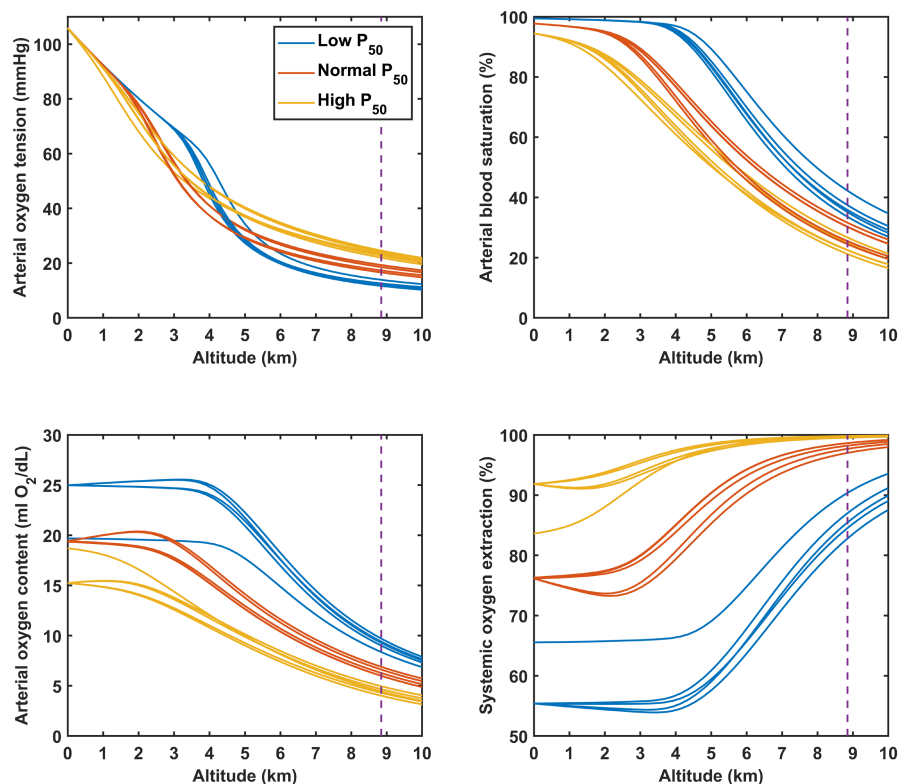 Arterial oxygen tension (mmHg)
100
80
60
40
20
0
0 1 2 3 4 5 6 7 8 9 10
Altitude (km)
Low P50
Normal P50
High P50
Arterial blood saturation (%)
100
80
60
40
20
0
0 1 2 3 4 5 6 7 8 9 10
Altitude (km)
Arterial oxygen content (ml O2/dL)
30
25
20
15
10
5
0
0 1 2 3 4 5 6 7 8 9 10
Altitude (km)
Systemic oxygen extraction (%)
100
90
80
70
60
50
0 1 2 3 4 5 6 7 8 9 10
Altitude (km)